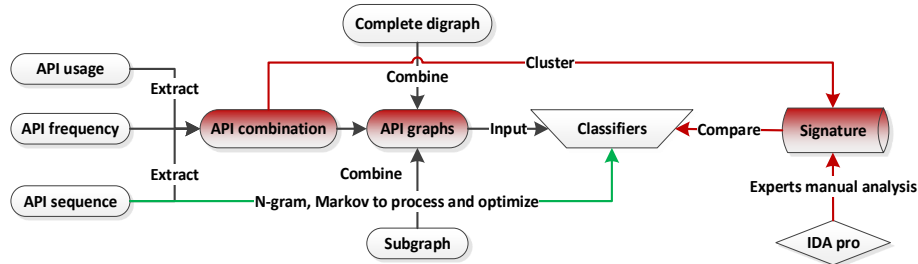 Complete digraph
API usage
Cluster
Extract
Combine
API frequency
API combination
API graphs
Input
Classifiers
Compare
Signature
Extract
Combine
Experts manual analysis
API sequence
N-gram, Markov to process and optimize
Subgraph
IDA pro